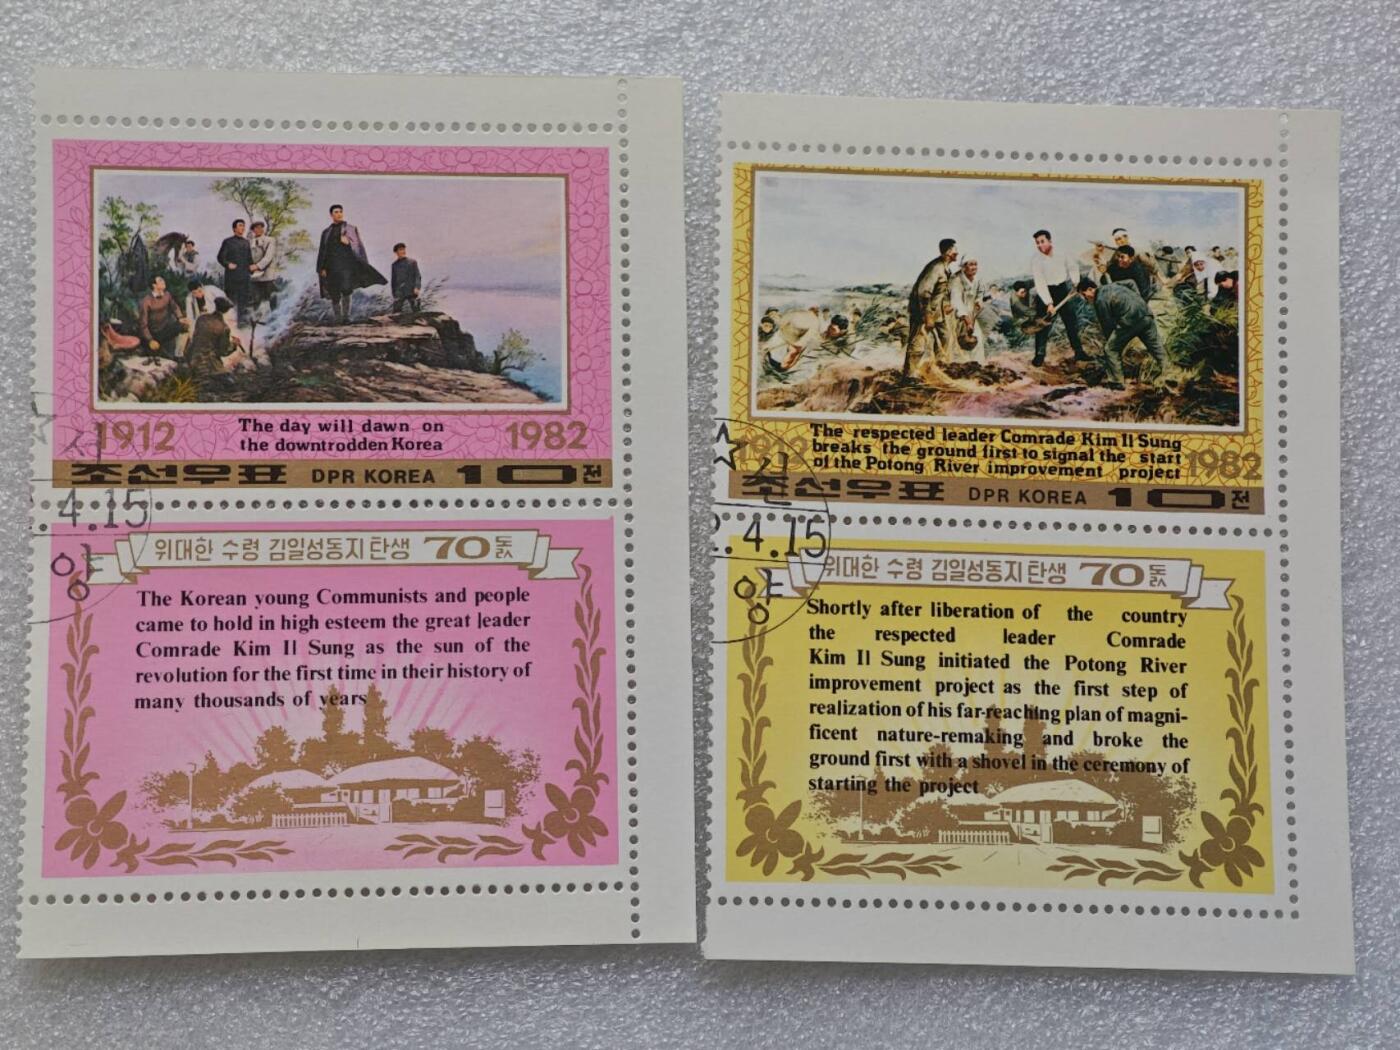 The day will dawn on
the downtrodden Korea
1912 1982
조선우표 DPR KOREA 10전
4.15
양
위대한 수령 김일성동지 탄생 70돐
The Korean young Communists and people
came to hold in high esteem the great leader
Comrade Kim Il Sung as the sun of the
revolution for the first time in their history of
many thousands of years
The respected leader Comrade Kim Il Sung
breaks the ground first to signal the start
of the Potong River improvement project
1912 1982
조선우표 DPR KOREA 10전
.4.15
양
위대한 수령 김일성동지 탄생 70돐
Shortly after liberation of the country
the respected leader Comrade
Kim Il Sung initiated the Potong River
improvement project as the first step of
realization of his far-reaching plan of magni-
ficent nature-remaking and broke the
ground first with a shovel in the ceremony of
starting the project